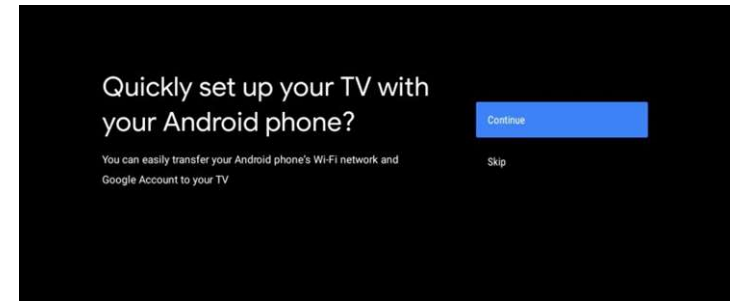 Quickly set up your TV with
your Android phone?
You can easily transfer your Android phone's Wi-Fi network and
Google Account to your TV
Continue
Skip